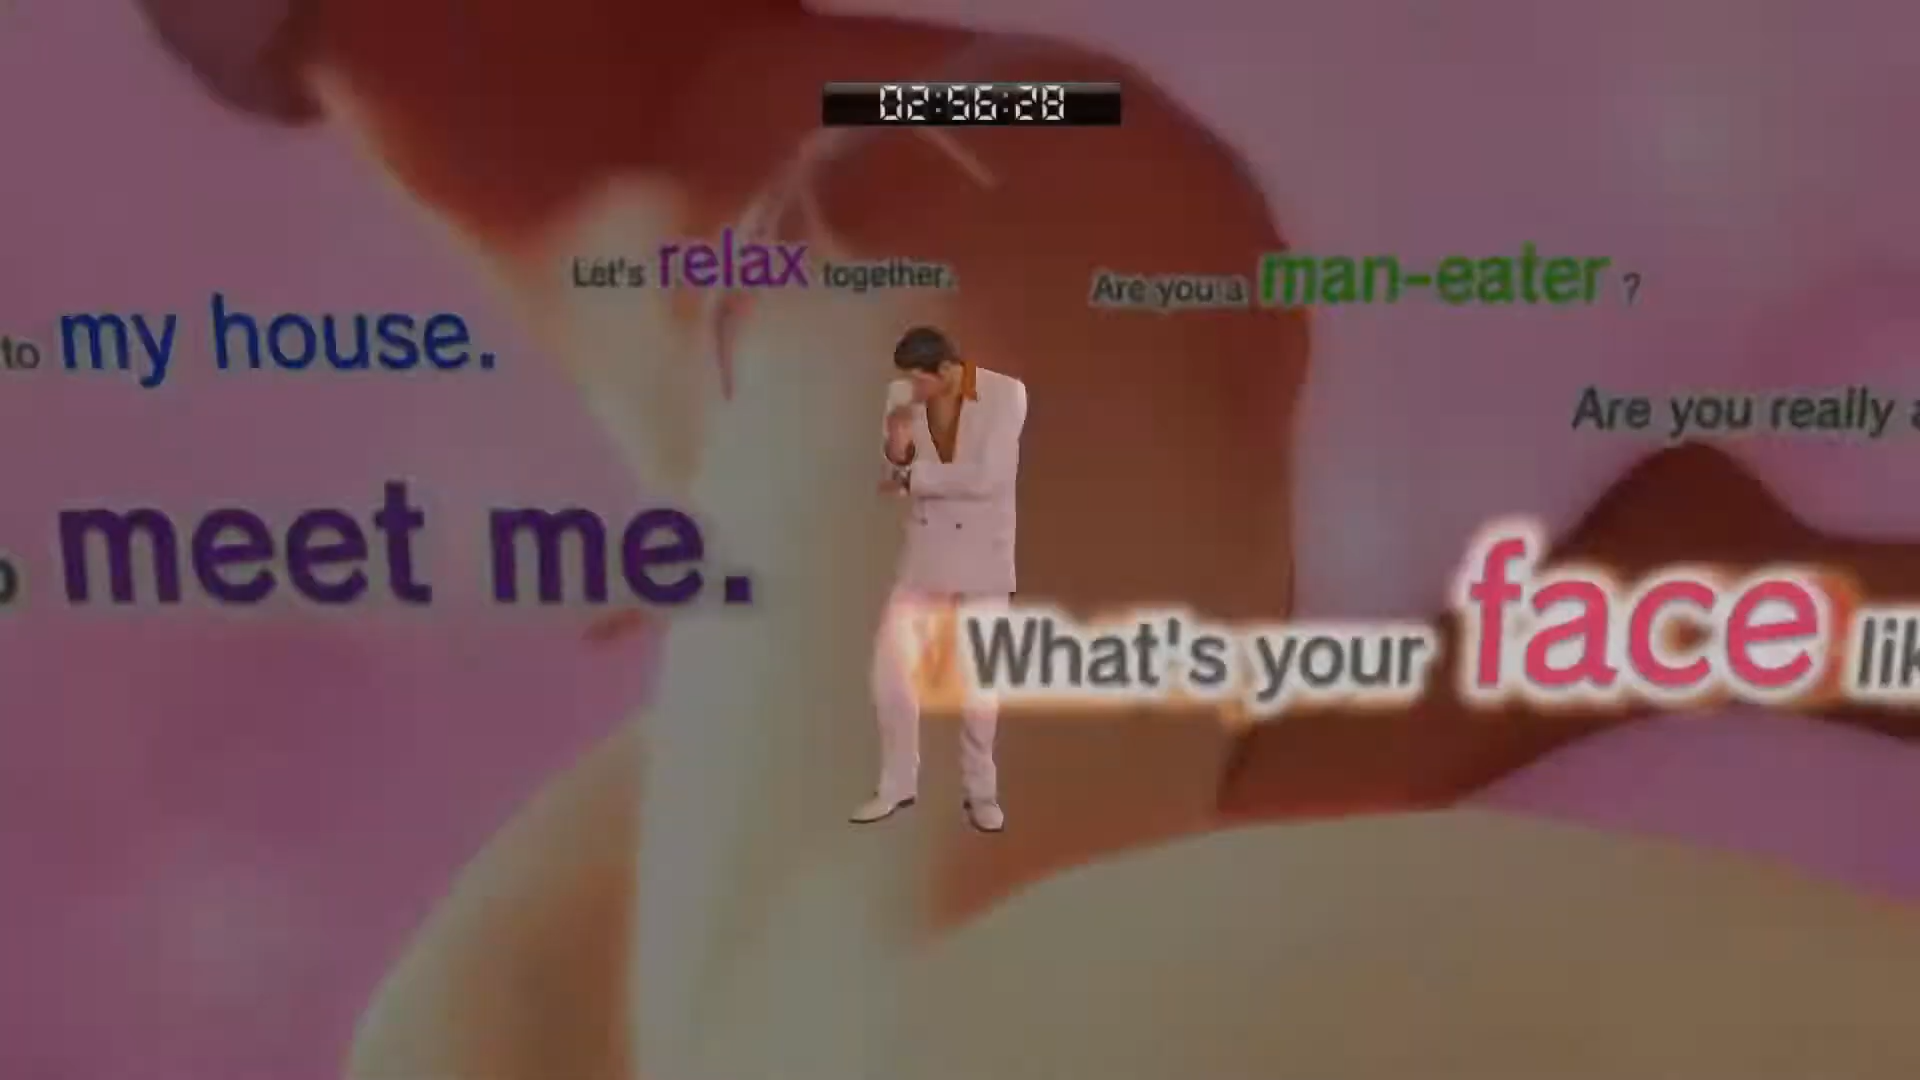 02:56:28
Let's relax together.
Are you a man-eater ?
to my house.
Are you really
meet me.
What's your face